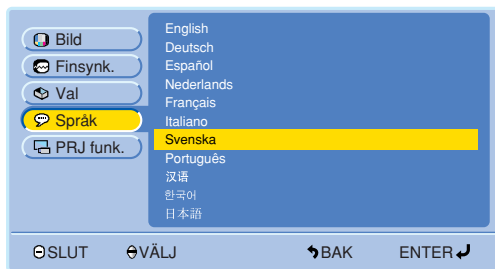 Bild
Finsynk.
Val
Språk
PRJ funk.
English
Deutsch
Español
Nederlands
Français
Italiano
Svenska
Português
汉语
한국어
日本語
SLUT VÄLJ BAK ENTER